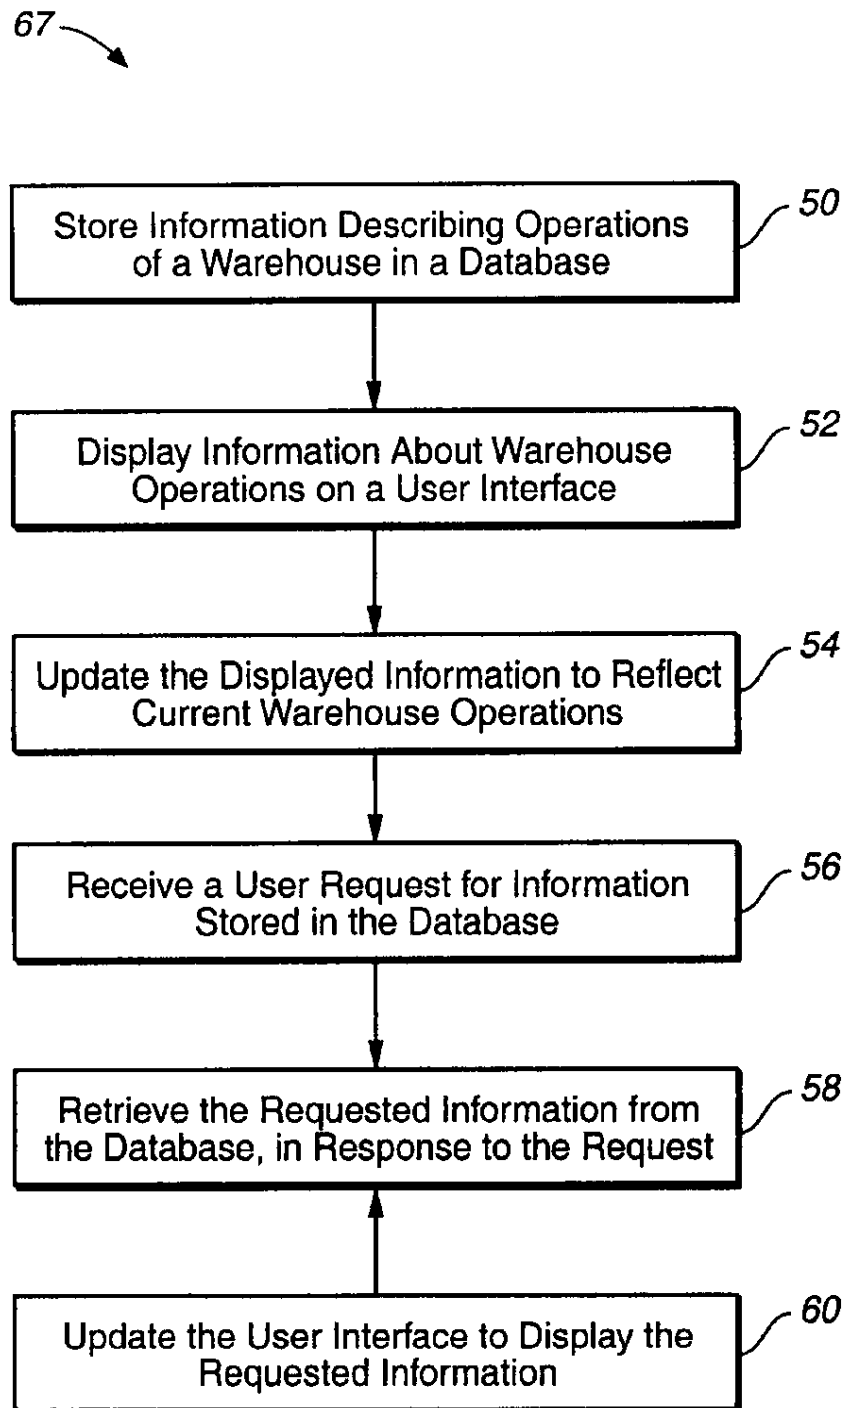 67
Store Information Describing Operations
of a Warehouse in a Database
50
Display Information About Warehouse
Operations on a User Interface
52
Update the Displayed Information to Reflect
Current Warehouse Operations
54
Receive a User Request for Information
Stored in the Database
56
Retrieve the Requested Information from
the Database, in Response to the Request
58
Update the User Interface to Display the
Requested Information
60